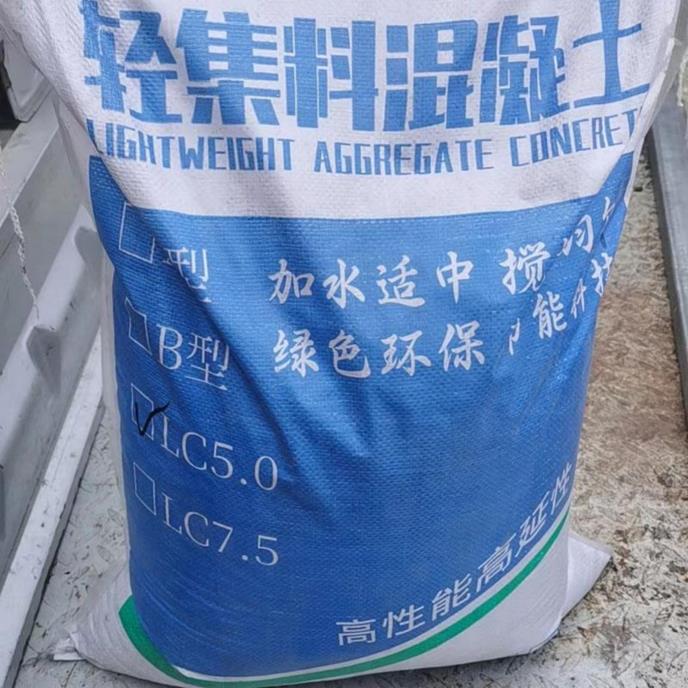 轻集料混凝土
LIGHTWEIGHT AGGREGATE CONCRET
型
加水适中 搅均
B型
绿色环保 能
LC5.0
LC7.5
高性能高延性